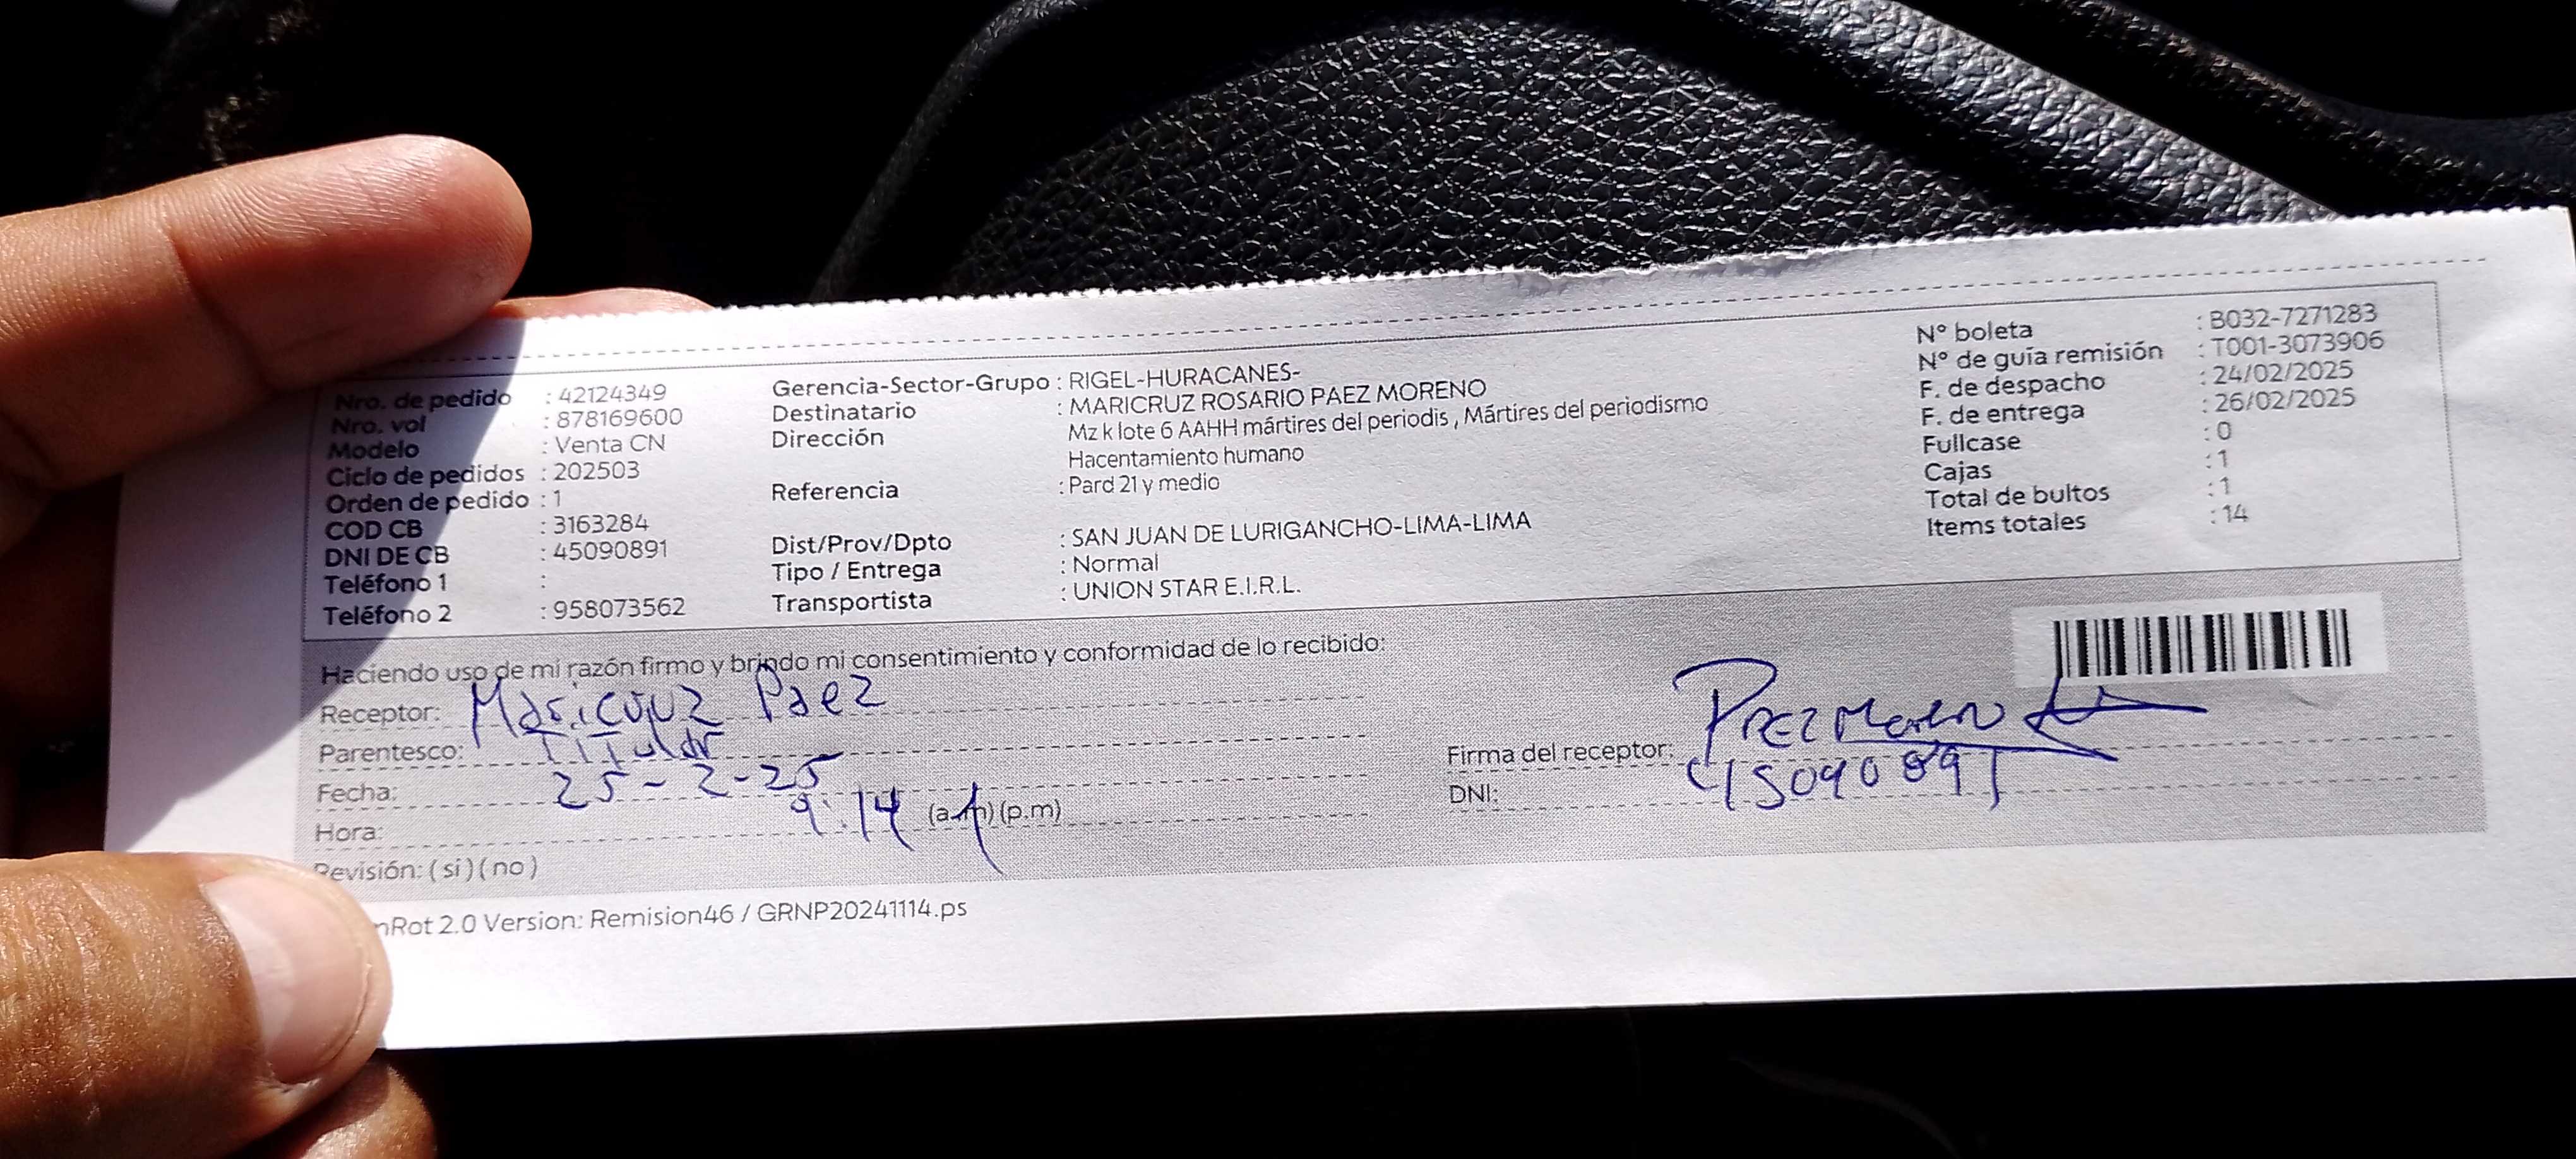 Nro. de pedido : 42124349
Nro. vol : 878169600
Modelo : Venta CN
Ciclo de pedidos : 202503
Orden de pedido : 1
COD CB : 3163284
DNI DE CB : 45090891
Teléfono 1 :
Teléfono 2 : 958073562
Gerencia-Sector-Grupo : RIGEL-HURACANES-
Destinatario : MARICRUZ ROSARIO PAEZ MORENO
Dirección Mz k lote 6 AAHH mártires del periodis , Mártires del periodismo
Hacentamiento humano
Referencia : Pard 21 y medio
Dist/Prov/Dpto : SAN JUAN DE LURIGANCHO-LIMA-LIMA
Tipo / Entrega : Normal
Transportista : UNION STAR E.I.R.L.
N° boleta : B032-7271283
N° de guía remisión : T001-3073906
F. de despacho : 24/02/2025
F. de entrega : 26/02/2025
Fullcase : 0
Cajas : 1
Total de bultos : 1
Items totales : 14
Haciendo uso de mi razón firmo y brindo mi consentimiento y conformidad de lo recibido:
Receptor: Maricruz Paez
Parentesco: Titular
Fecha: 25-2-25
Hora: 9:14 (a.m)(p.m)
Revisión: (si)(no)
Firma del receptor: Paez Moreno
DNI: 45090891
nRot 2.0 Version: Remision46 / GRNP20241114.ps